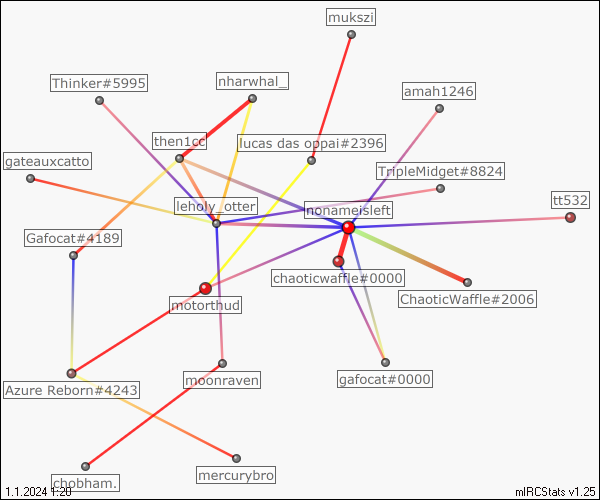 mukszi
Thinker#5995
nharwhal_
amah1246
then1cc
lucas das oppai#2396
gateauxcatto
TripleMidget#8824
tt532
leholy_otter
nonameisleft
Gafocat#4189
chaoticwaffle#0000
motorthud
ChaoticWaffle#2006
Azure Reborn#4243
moonraven
gafocat#0000
chobham.
mercurybro
1.1.2024 1:20
mIRCStats v1.25